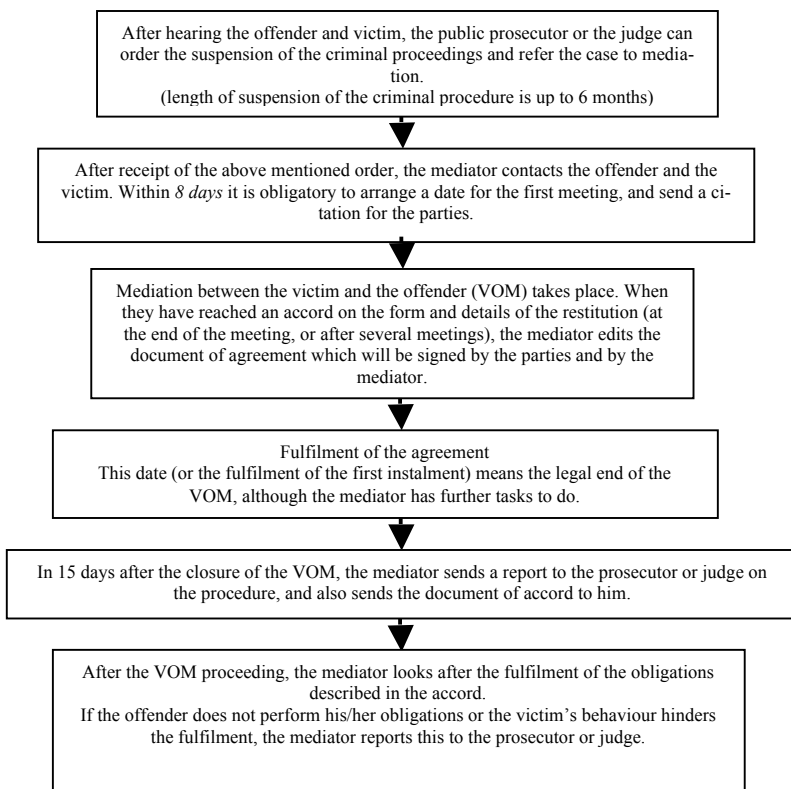 After hearing the offender and victim, the public prosecutor or the judge can
order the suspension of the criminal proceedings and refer the case to media-
tion.
(length of suspension of the criminal procedure is up to 6 months)
After receipt of the above mentioned order, the mediator contacts the offender and the
victim. Within 8 days it is obligatory to arrange a date for the first meeting, and send a ci-
tation for the parties.
Mediation between the victim and the offender (VOM) takes place. When
they have reached an accord on the form and details of the restitution (at
the end of the meeting, or after several meetings), the mediator edits the
document of agreement which will be signed by the parties and by the
mediator.
Fulfilment of the agreement
This date (or the fulfilment of the first instalment) means the legal end of the
VOM, although the mediator has further tasks to do.
In 15 days after the closure of the VOM, the mediator sends a report to the prosecutor or judge on
the procedure, and also sends the document of accord to him.
After the VOM proceeding, the mediator looks after the fulfilment of the obligations
described in the accord.
If the offender does not perform his/her obligations or the victim's behaviour hinders
the fulfilment, the mediator reports this to the prosecutor or judge.